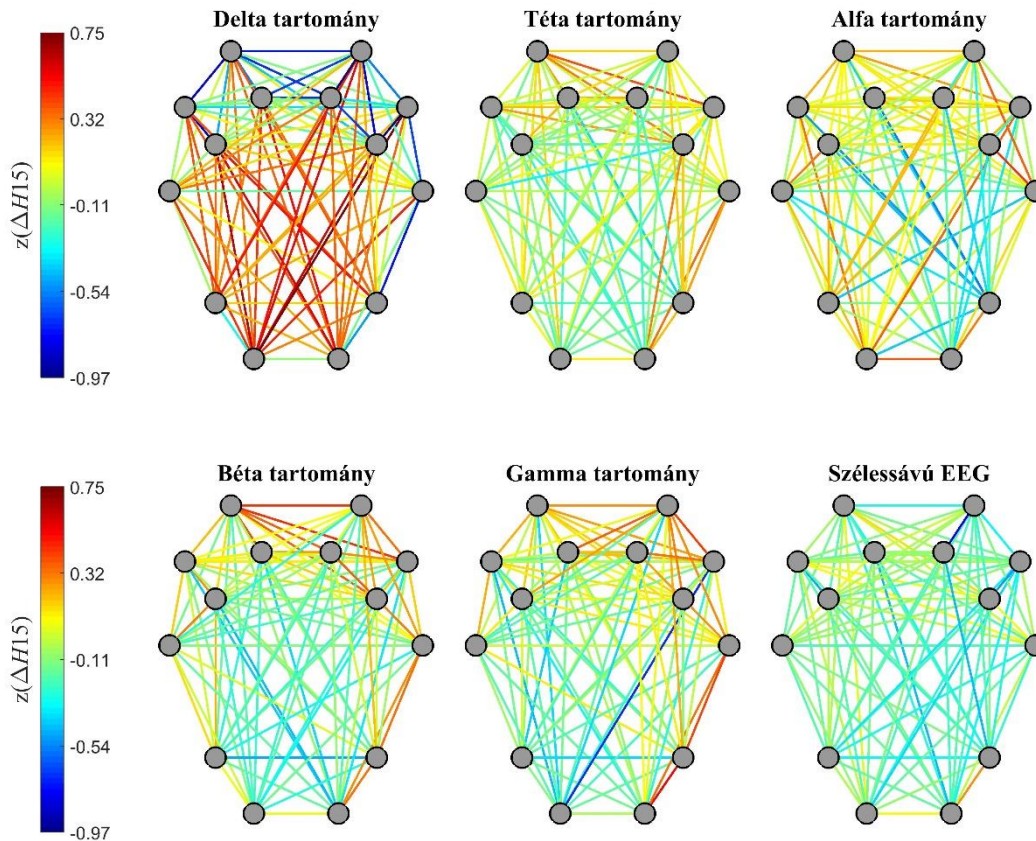 Delta tartomány
Téta tartomány
Alfa tartomány
0.75
0.32
-0.11
-0.54
-0.97
z(ΔH15)
Béta tartomány
Gamma tartomány
Szélessávú EEG
0.75
0.32
-0.11
-0.54
-0.97
z(ΔH15)